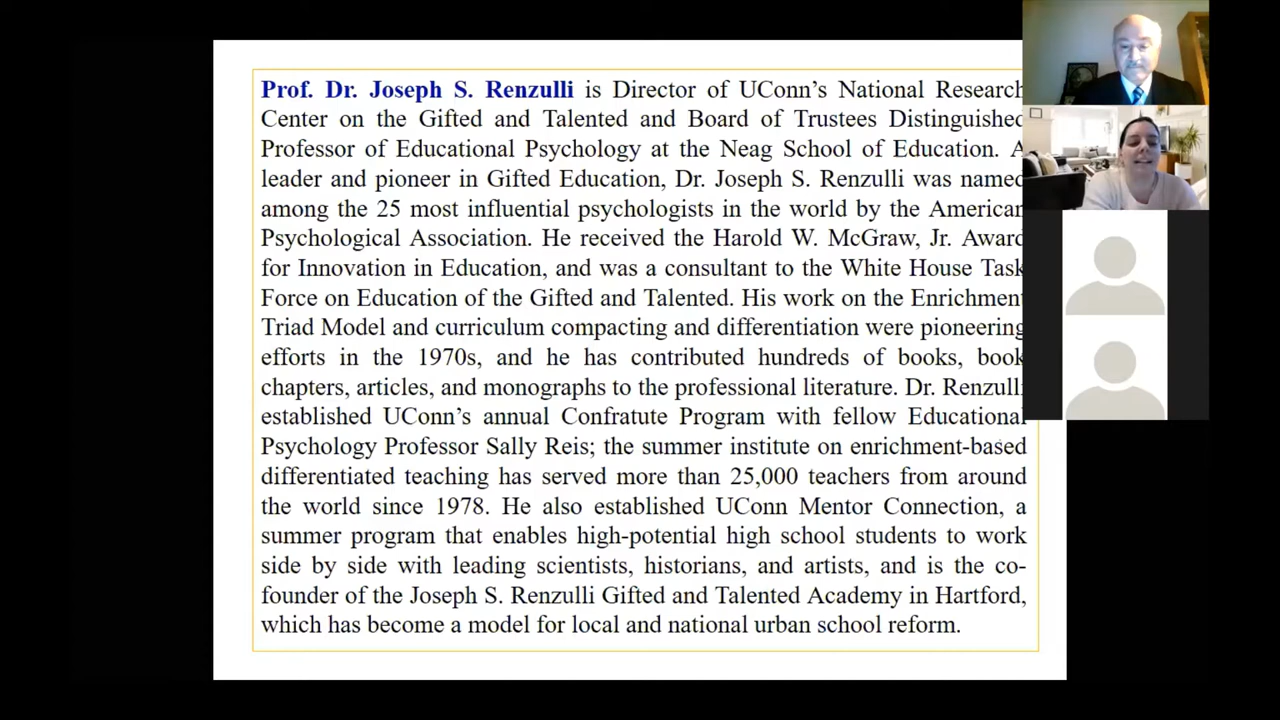 Prof. Dr. Joseph S. Renzulli is Director of UConn's National Research
Center on the Gifted and Talented and Board of Trustees Distinguished
Professor of Educational Psychology at the Neag School of Education. A
leader and pioneer in Gifted Education, Dr. Joseph S. Renzulli was named
among the 25 most influential psychologists in the world by the American
Psychological Association. He received the Harold W. McGraw, Jr. Award
for Innovation in Education, and was a consultant to the White House Task
Force on Education of the Gifted and Talented. His work on the Enrichment
Triad Model and curriculum compacting and differentiation were pioneering
efforts in the 1970s, and he has contributed hundreds of books, book
chapters, articles, and monographs to the professional literature. Dr. Renzulli
established UConn's annual Confratute Program with fellow Educational
Psychology Professor Sally Reis; the summer institute on enrichment-based
differentiated teaching has served more than 25,000 teachers from around
the world since 1978. He also established UConn Mentor Connection, a
summer program that enables high-potential high school students to work
side by side with leading scientists, historians, and artists, and is the co-
founder of the Joseph S. Renzulli Gifted and Talented Academy in Hartford,
which has become a model for local and national urban school reform.